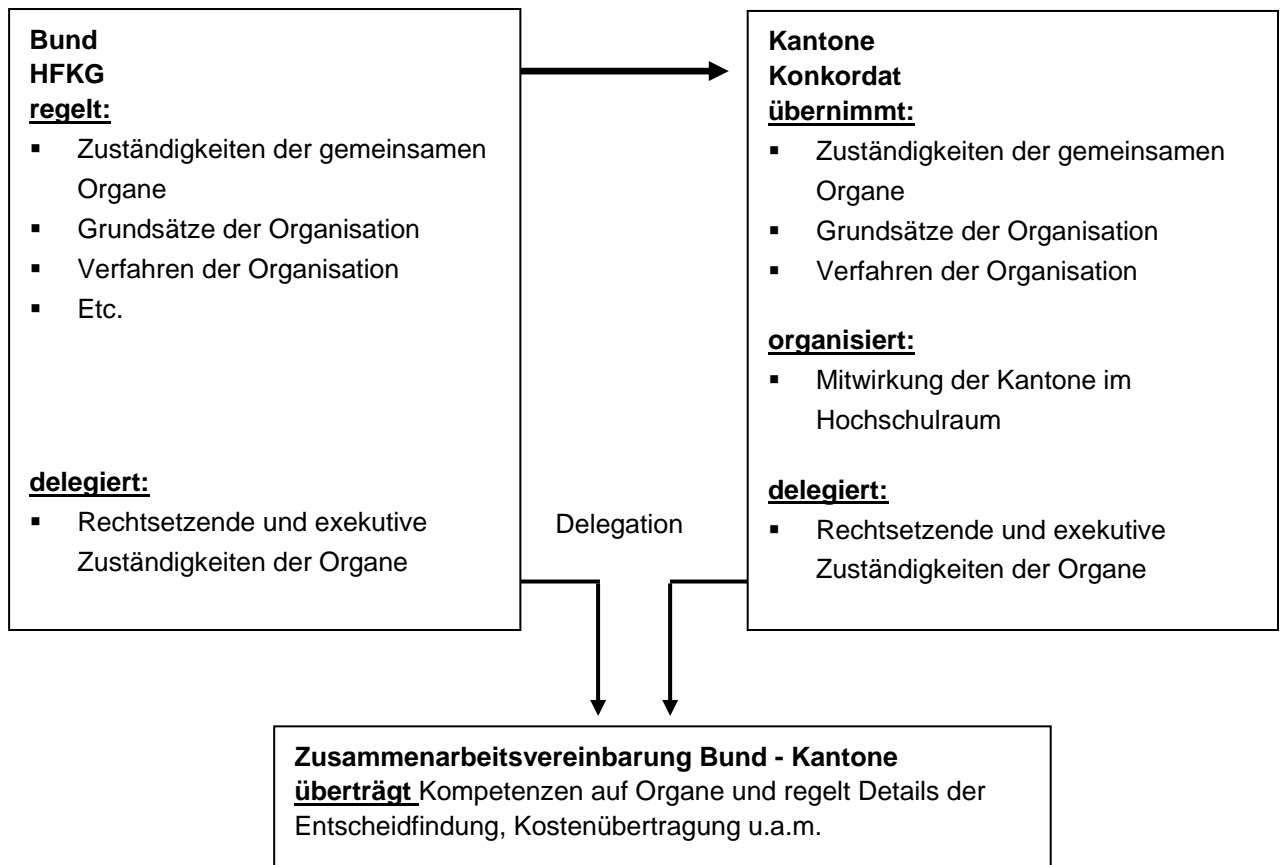 Bund
HFKG
regelt:
▪ Zuständigkeiten der gemeinsamen
Organe
▪ Grundsätze der Organisation
▪ Verfahren der Organisation
▪ Etc.
delegiert:
▪ Rechtsetzende und exekutive
Zuständigkeiten der Organe
Delegation
Kantone
Konkordat
übernimmt:
▪ Zuständigkeiten der gemeinsamen
Organe
▪ Grundsätze der Organisation
▪ Verfahren der Organisation
organisiert:
▪ Mitwirkung der Kantone im
Hochschulraum
delegiert:
▪ Rechtsetzende und exekutive
Zuständigkeiten der Organe
Zusammenarbeitsvereinbarung Bund - Kantone
überträgt Kompetenzen auf Organe und regelt Details der
Entscheidfindung, Kostenübertragung u.a.m.